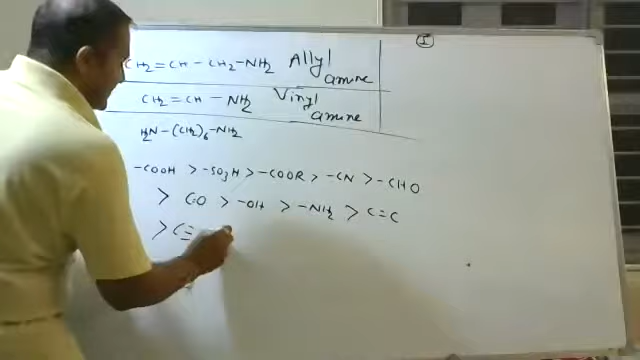 I
CH2=CH-CH2-NH2 Allyl amine
CH2=CH-NH2 Vinyl amine
H2N-(CH2)6-NH2
-COOH > -SO3H > -COOR > -CN > -CHO
> C=O > -OH > -NH2 > C=C
> C≡